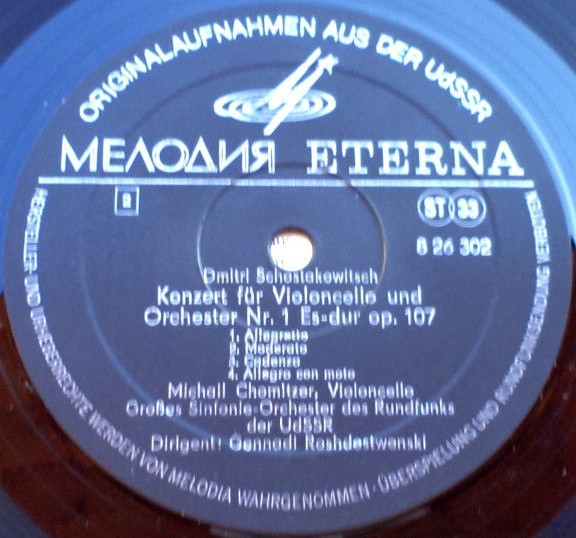 ORIGINALAUFNAHMEN AUS DER UdSSR
МЕЛОДИЯ ETERNA
2
ST 33
8 26 302
Dmitri Schostakowitsch
Konzert für Violoncello und
Orchester Nr. 1 Es-dur op. 107
1. Allegretto
2. Moderato
3. Cadenza
4. Allegro con moto
Michail Chomitzer, Violoncello
Großes Sinfonie-Orchester des Rundfunks
der UdSSR
Dirigent: Gennadi Roshdestwenski
HERSTELLER- UND URHEBERRECHTE WERDEN VON MELODIA WAHRGENOMMEN · ÜBERSPIELUNG UND RUNDFUNKSENDUNG VERBOTEN